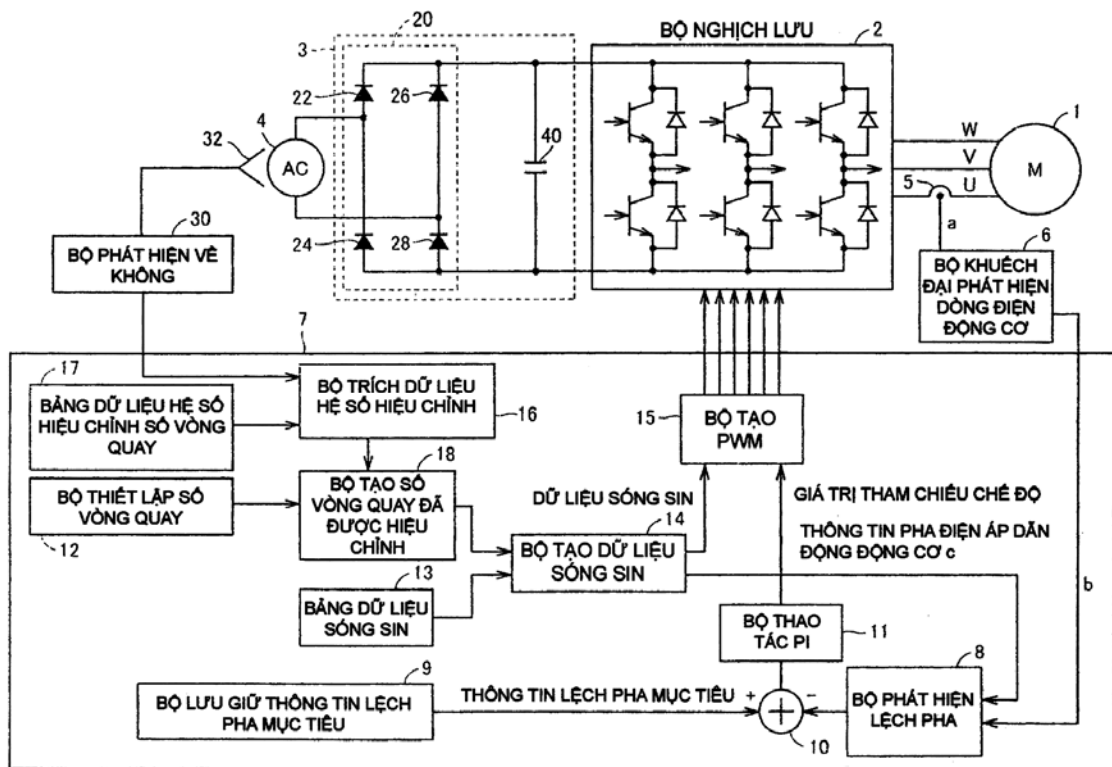 20
BỘ NGHỊCH LƯU
2
3
22
26
4
32
AC
40
24
28
W
V
U
5
a
1
M
30
BỘ PHÁT HIỆN VỀ
KHÔNG
6
BỘ KHUẾCH
ĐẠI PHÁT HIỆN
DÒNG ĐIỆN
ĐỘNG CƠ
7
17
BẢNG DỮ LIỆU HỆ SỐ
HIỆU CHỈNH SỐ VÒNG
QUAY
BỘ TRÍCH DỮ LIỆU
HỆ SỐ HIỆU CHỈNH
16
15
BỘ TẠO
PWM
BỘ THIẾT LẬP SỐ
VÒNG QUAY
12
18
BỘ TẠO SỐ
VÒNG QUAY ĐÃ
ĐƯỢC HIỆU
CHỈNH
DỮ LIỆU SÓNG SIN
14
BỘ TẠO DỮ LIỆU
SÓNG SIN
GIÁ TRỊ THAM CHIẾU CHẾ ĐỘ
THÔNG TIN PHA ĐIỆN ÁP DẪN
ĐỘNG ĐỘNG CƠ c
b
13
BẢNG DỮ LIỆU
SÓNG SIN
BỘ THAO
TÁC PI
11
9
BỘ LƯU GIỮ THÔNG TIN LỆCH
PHA MỤC TIÊU
THÔNG TIN LỆCH PHA MỤC TIÊU
+
−
10
8
BỘ PHÁT HIỆN
LỆCH PHA